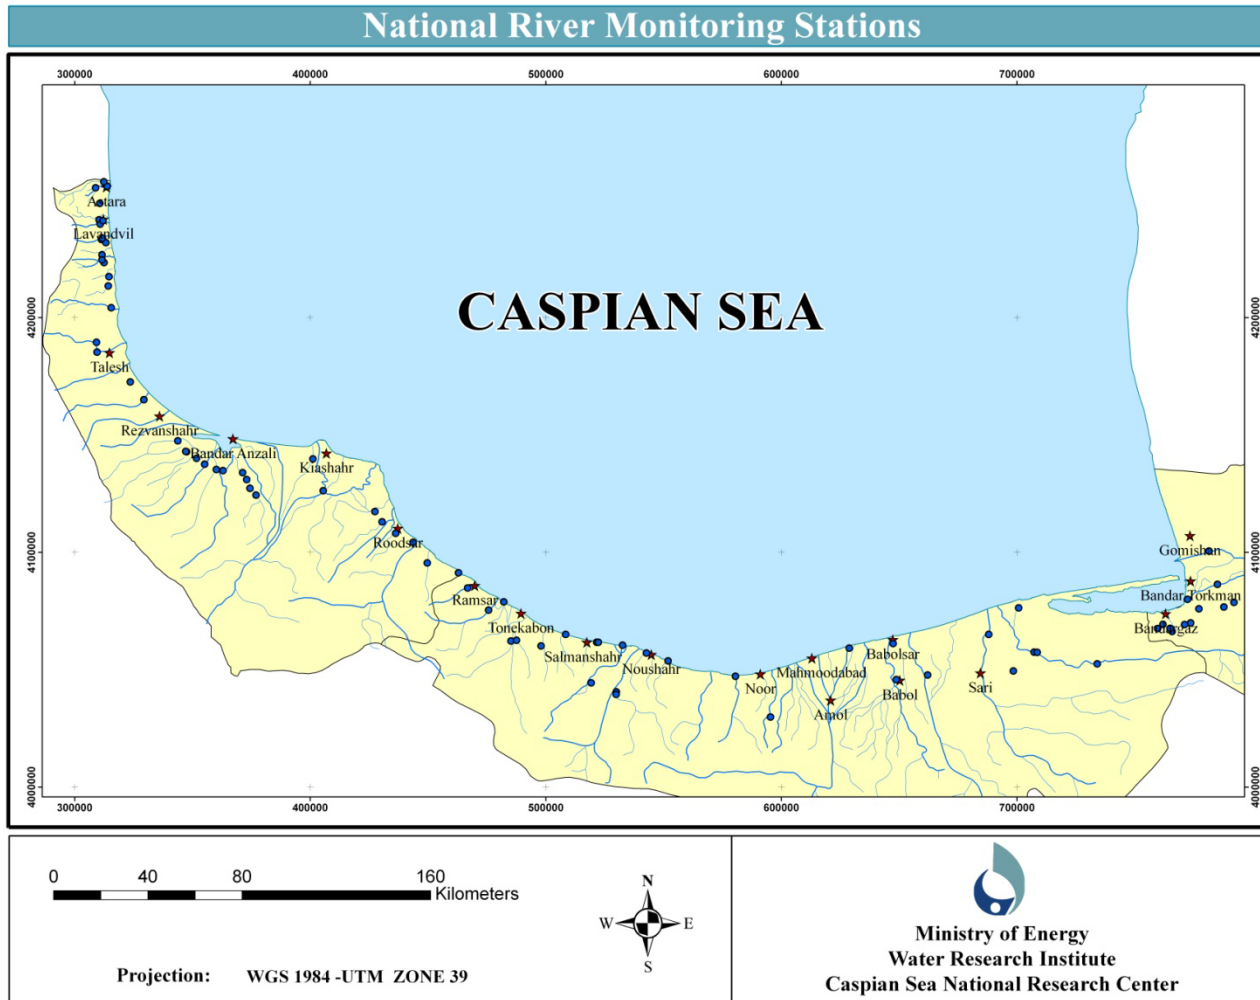 National River Monitoring Stations
300000 400000 500000 600000 700000
4200000 4200000
4100000 4100000
4000000 4000000
Astara
Lavandvil
CASPIAN SEA
Talesh
Rezvanshahr
Bandar Anzali
Kiashahr
Roodsar
Gomishan
Ramsar
Bandar Torkman
Tonekabon
Bandargaz
Salmanshahr
Noushahr
Babolsar
Mahmoodabad
Noor
Babol
Sari
Amol
300000 400000 500000 600000 700000
0 40 80 160
Kilometers
N
W E
S
Projection: WGS 1984 -UTM ZONE 39
Ministry of Energy
Water Research Institute
Caspian Sea National Research Center